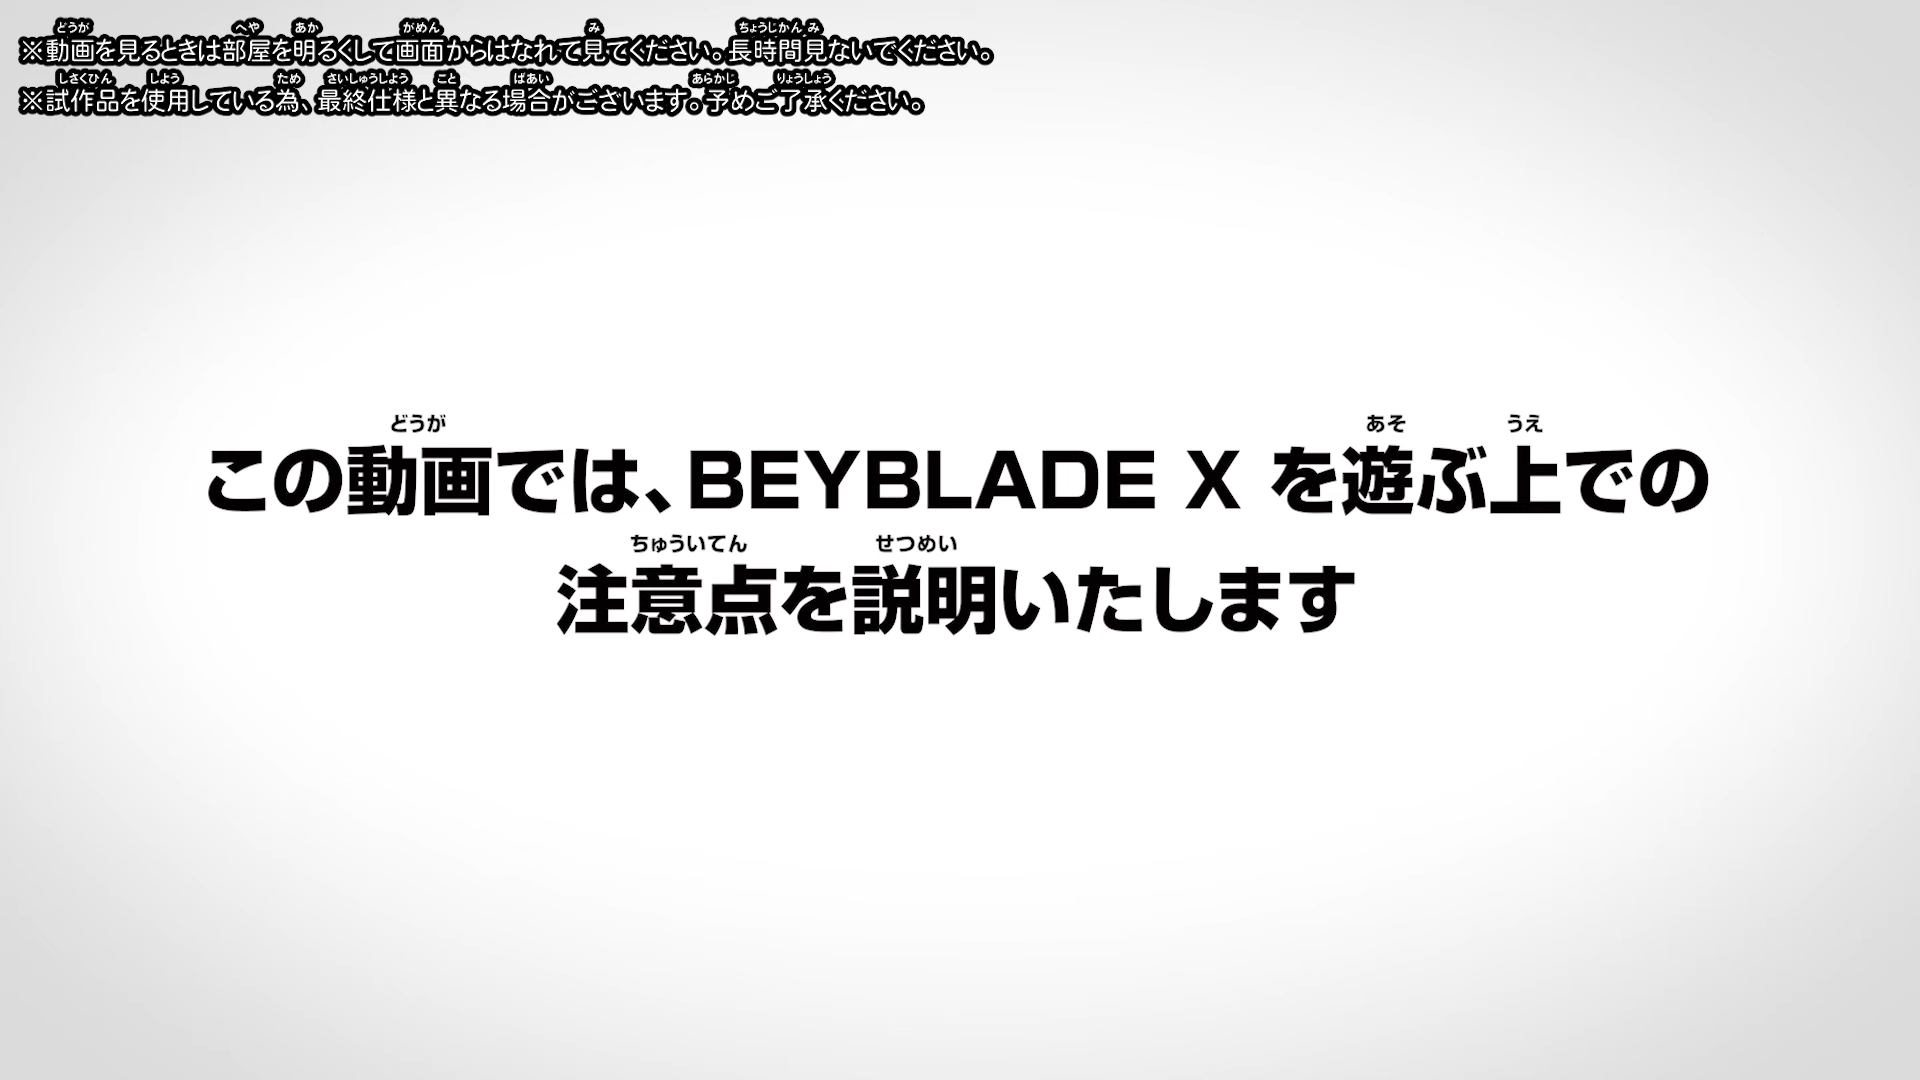 ※動画を見るときは部屋を明るくして画面からはなれて見てください。長時間見ないでください。
※試作品を使用している為、最終仕様と異なる場合がございます。予めご了承ください。
この動画では、BEYBLADE X を遊ぶ上での
注意点を説明いたします